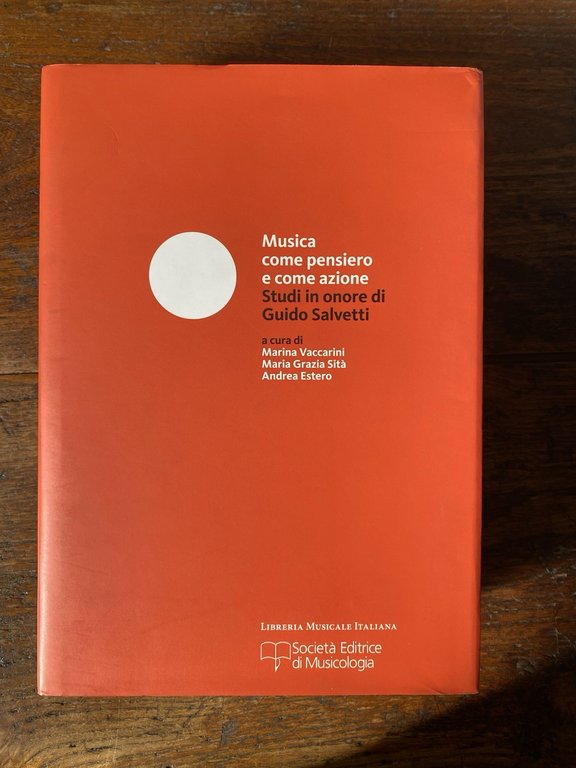 Musica
come pensiero
e come azione
Studi in onore di
Guido Salvetti
a cura di
Marina Vaccarini
Maria Grazia Sità
Andrea Estero
Libreria Musicale Italiana
Società Editrice
di Musicologia